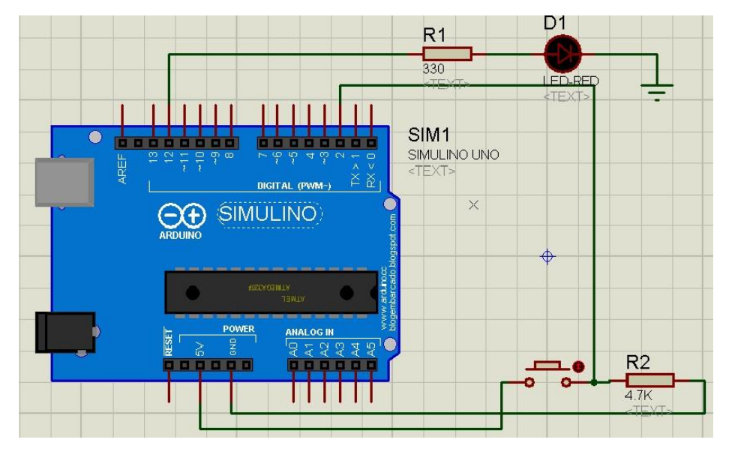 D1
R1
330
<TEXT>
LED-RED
<TEXT>
SIM1
SIMULINO UNO
<TEXT>
AREF
13
12
~11
~10
~9
8
7
~6
~5
4
~3
2
TX > 1
RX < 0
DIGITAL (PWM~)
SIMULINO
ARDUINO
www.arduino.cc
blogembarcado.blogspot.com
ATMEGA328P
ATMEL
RESET
5V
POWER
GND
ANALOG IN
A0
A1
A2
A3
A4
A5
R2
4.7K
<TEXT>